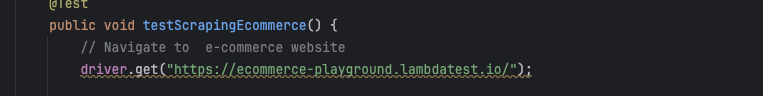 @Test
public void testScrapingEcommerce() {
// Navigate to  e-commerce website
driver.get("https://ecommerce-playground.lambdatest.io/");